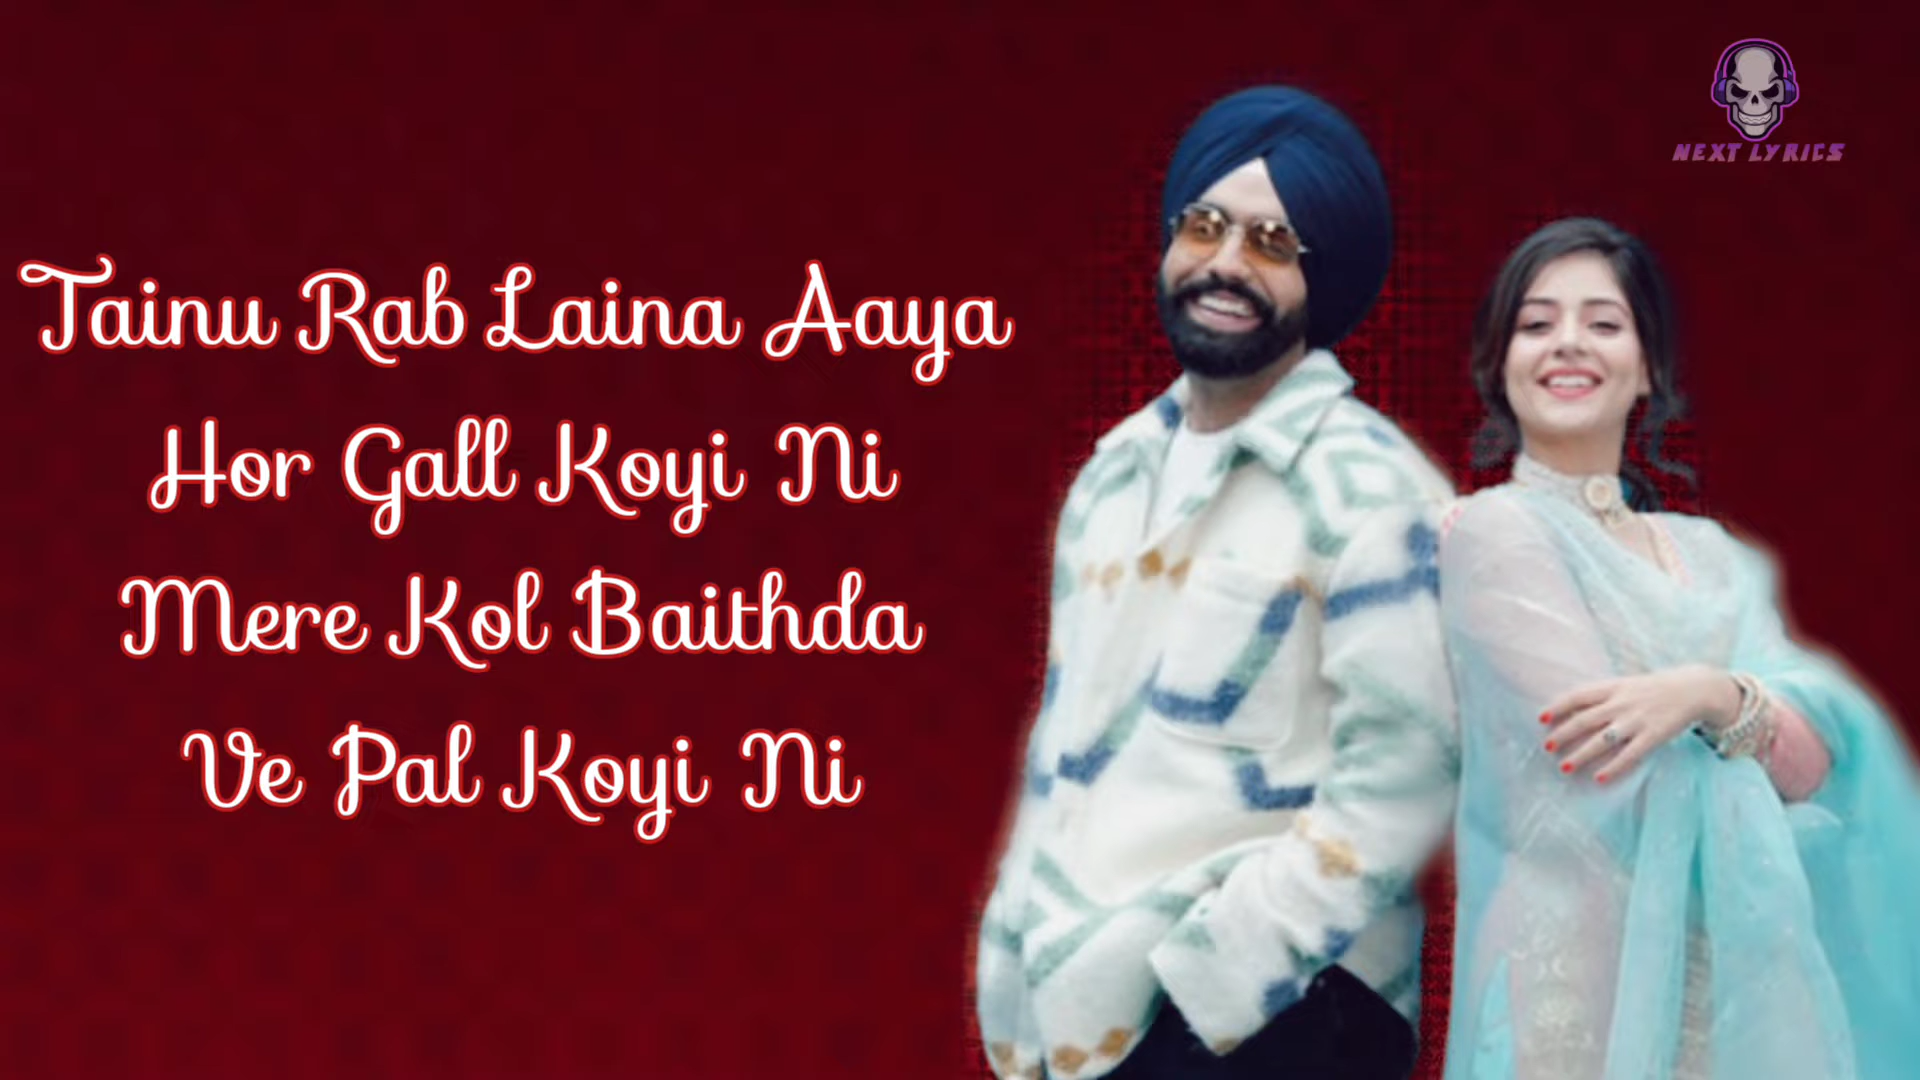 NEXT LYRICS
Tainu Rab Laina Aaya
Hor Gall Koyi Ni
Mere Kol Baithda
Ve Pal Koyi Ni